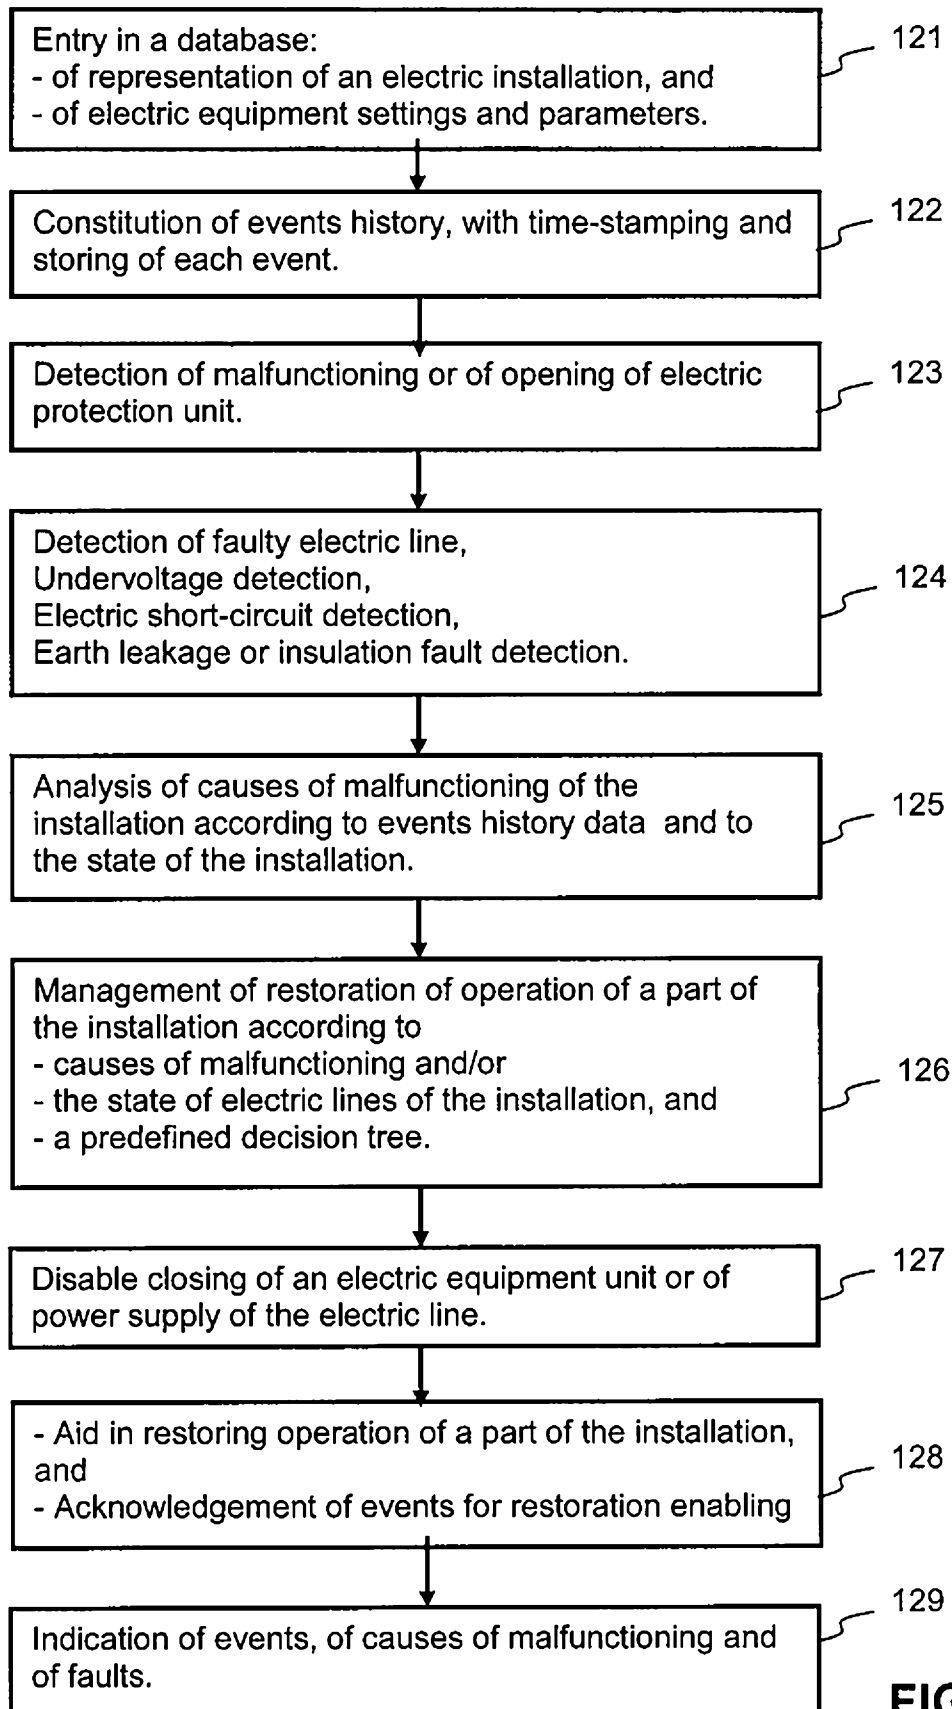 Entry in a database:
- of representation of an electric installation, and
- of electric equipment settings and parameters.
121
Constitution of events history, with time-stamping and
storing of each event.
122
Detection of malfunctioning or of opening of electric
protection unit.
123
Detection of faulty electric line,
Undervoltage detection,
Electric short-circuit detection,
Earth leakage or insulation fault detection.
124
Analysis of causes of malfunctioning of the
installation according to events history data and to
the state of the installation.
125
Management of restoration of operation of a part of
the installation according to
- causes of malfunctioning and/or
- the state of electric lines of the installation, and
- a predefined decision tree.
126
Disable closing of an electric equipment unit or of
power supply of the electric line.
127
- Aid in restoring operation of a part of the installation,
and
- Acknowledgement of events for restoration enabling
128
Indication of events, of causes of malfunctioning and
of faults.
129